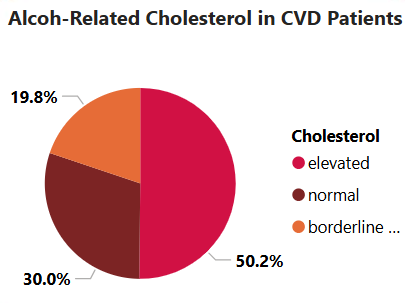 Alcoh-Related Cholesterol in CVD Patients
19.8%
Cholesterol
elevated
normal
borderline ...
50.2%
30.0%